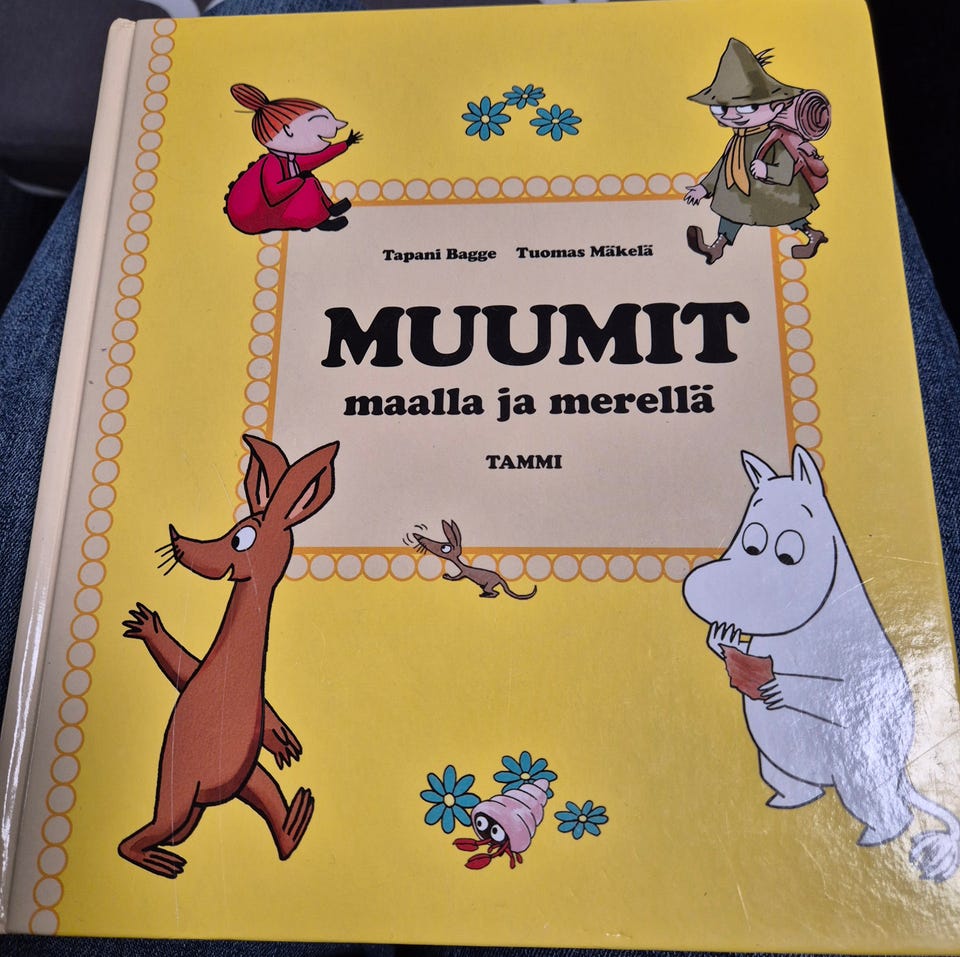 Tapani Bagge Tuomas Mäkelä
MUUMIT
maalla ja merellä
TAMMI